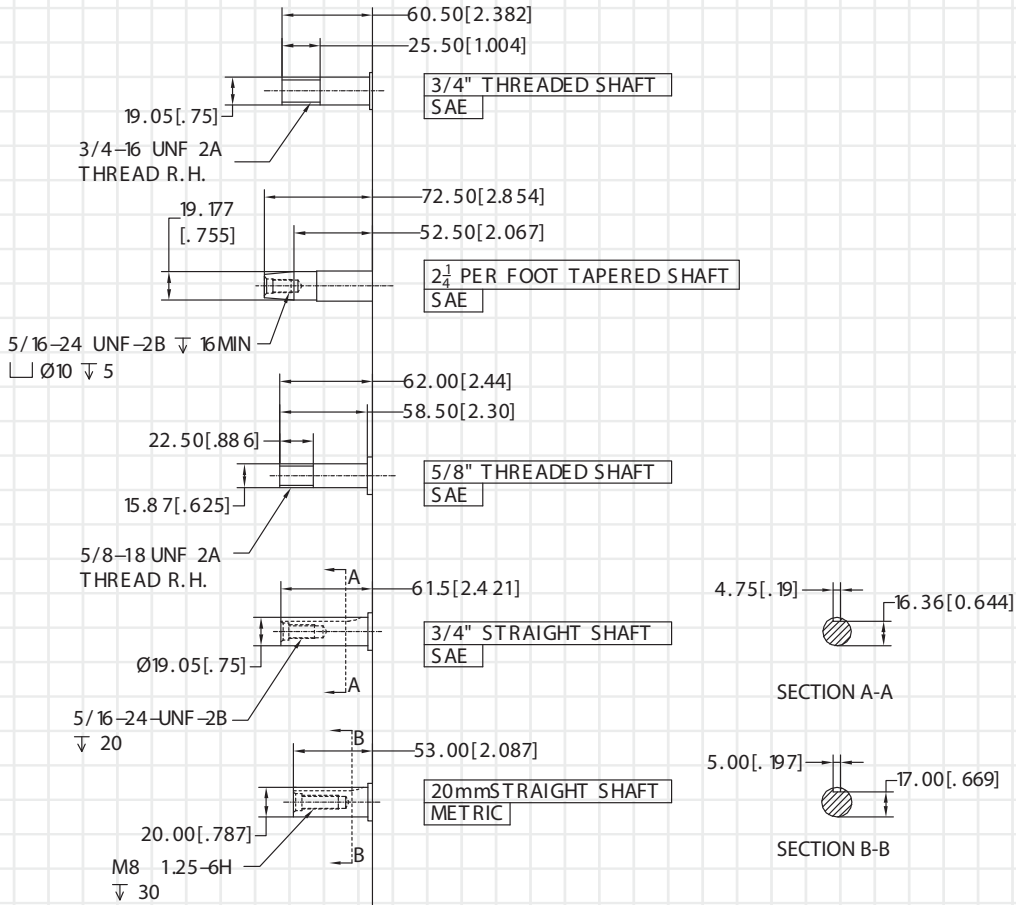 60.50[2.382]
25.50[1.004]
3/4" THREADED SHAFT
SAE
19.05[.75]
3/4–16 UNF 2A
THREAD R.H.
72.50[2.854]
19.177
[.755]
52.50[2.067]
2 1/4 PER FOOT TAPERED SHAFT
SAE
5/16–24 UNF–2B ↧ 16MIN
⌴ Ø10 ↧ 5
62.00[2.44]
58.50[2.30]
22.50[.886]
5/8" THREADED SHAFT
SAE
15.87[.625]
5/8–18 UNF 2A
THREAD R.H.
A
61.5[2.421]
3/4" STRAIGHT SHAFT
SAE
Ø19.05[.75]
A
5/16–24–UNF–2B
↧ 20
4.75[.19]
16.36[0.644]
SECTION A-A
B
53.00[2.087]
20mmSTRAIGHT SHAFT
METRIC
20.00[.787]
B
M8 1.25–6H
↧ 30
5.00[.197]
17.00[.669]
SECTION B-B